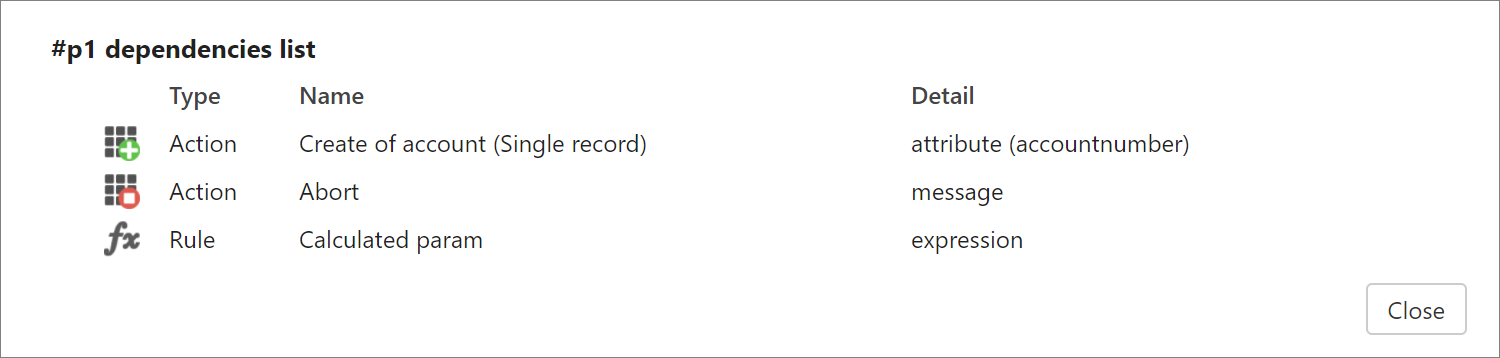 #p1 dependencies list
Type Name Detail
Action Create of account (Single record) attribute (accountnumber)
Action Abort message
fx Rule Calculated param expression
Close